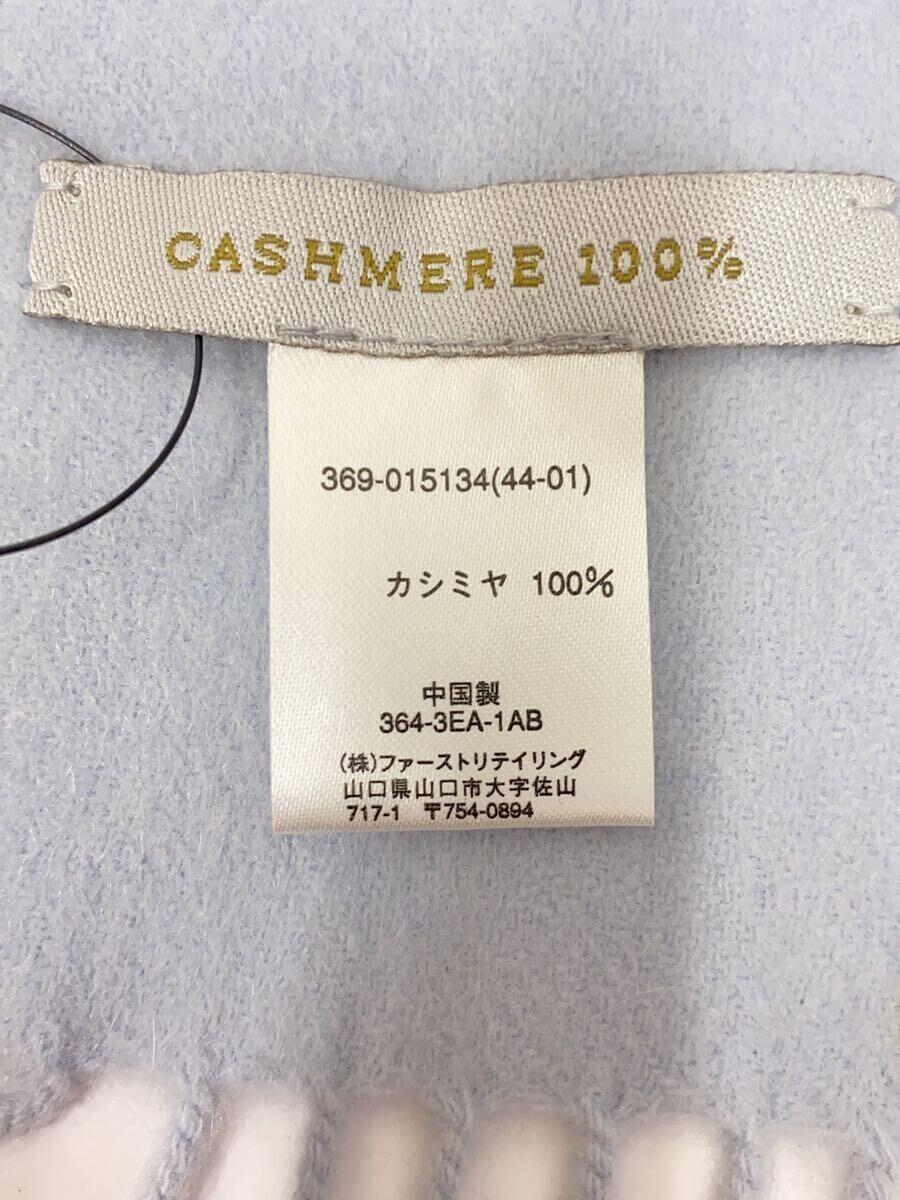 CASHMERE 100%
369-015134(44-01)
カシミヤ 100%
中国製
364-3EA-1AB
(株)ファーストリテイリング
山口県山口市大字佐山
717-1 〒754-0894